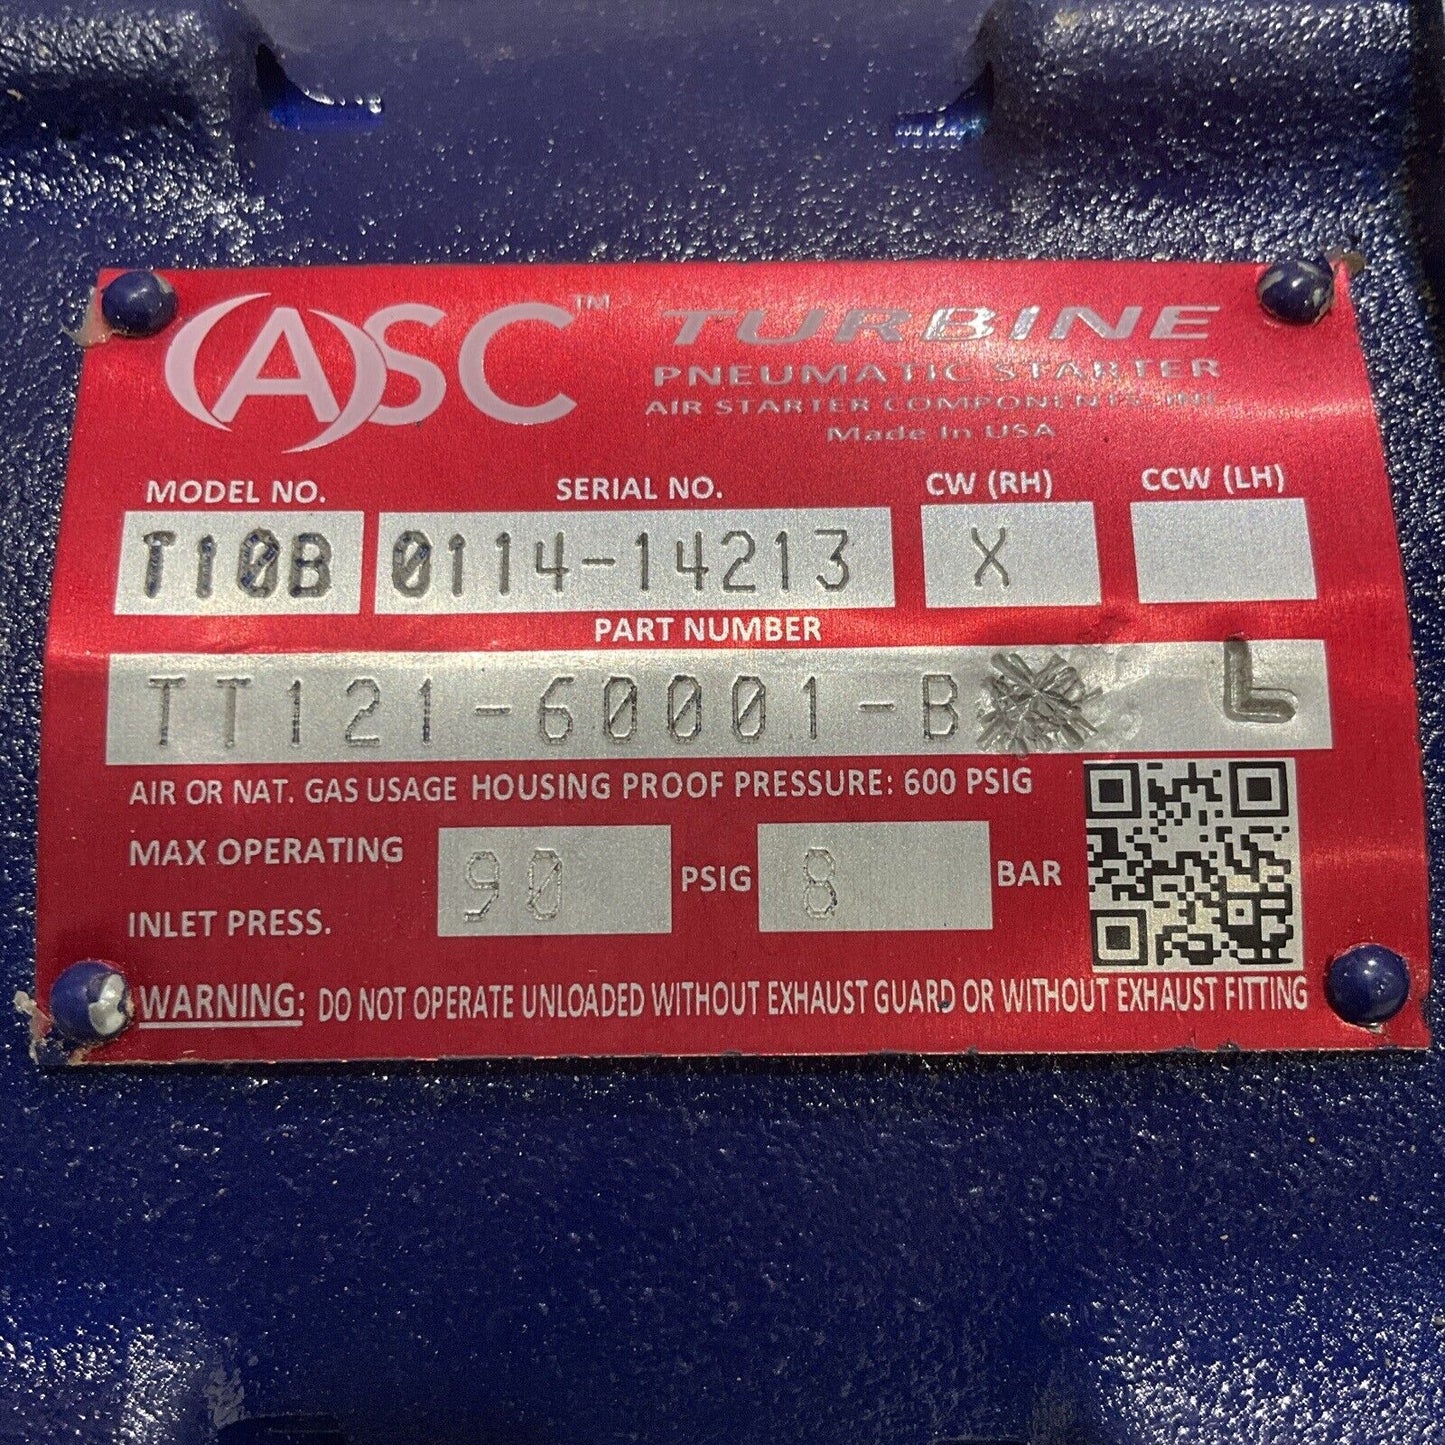 ASC™ TURBINE
PNEUMATIC STARTER
AIR STARTER COMPONENTS, INC.
Made In USA
MODEL NO. SERIAL NO. CW (RH) CCW (LH)
T10B 0114-14213 X
PART NUMBER
TT121-60001-B L
AIR OR NAT. GAS USAGE HOUSING PROOF PRESSURE: 600 PSIG
MAX OPERATING
INLET PRESS. 90 PSIG 8 BAR
WARNING: DO NOT OPERATE UNLOADED WITHOUT EXHAUST GUARD OR WITHOUT EXHAUST FITTING